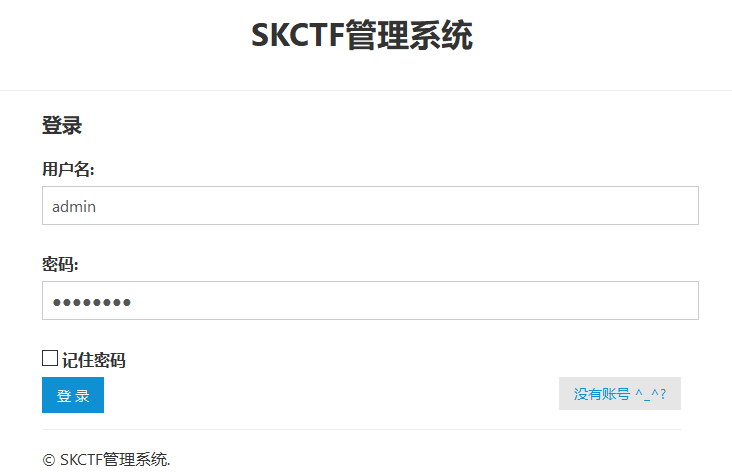 SKCTF管理系统
登录
用户名:
admin
密码:
●●●●●●●●
记住密码
登 录
没有账号 ^_^?
© SKCTF管理系统.